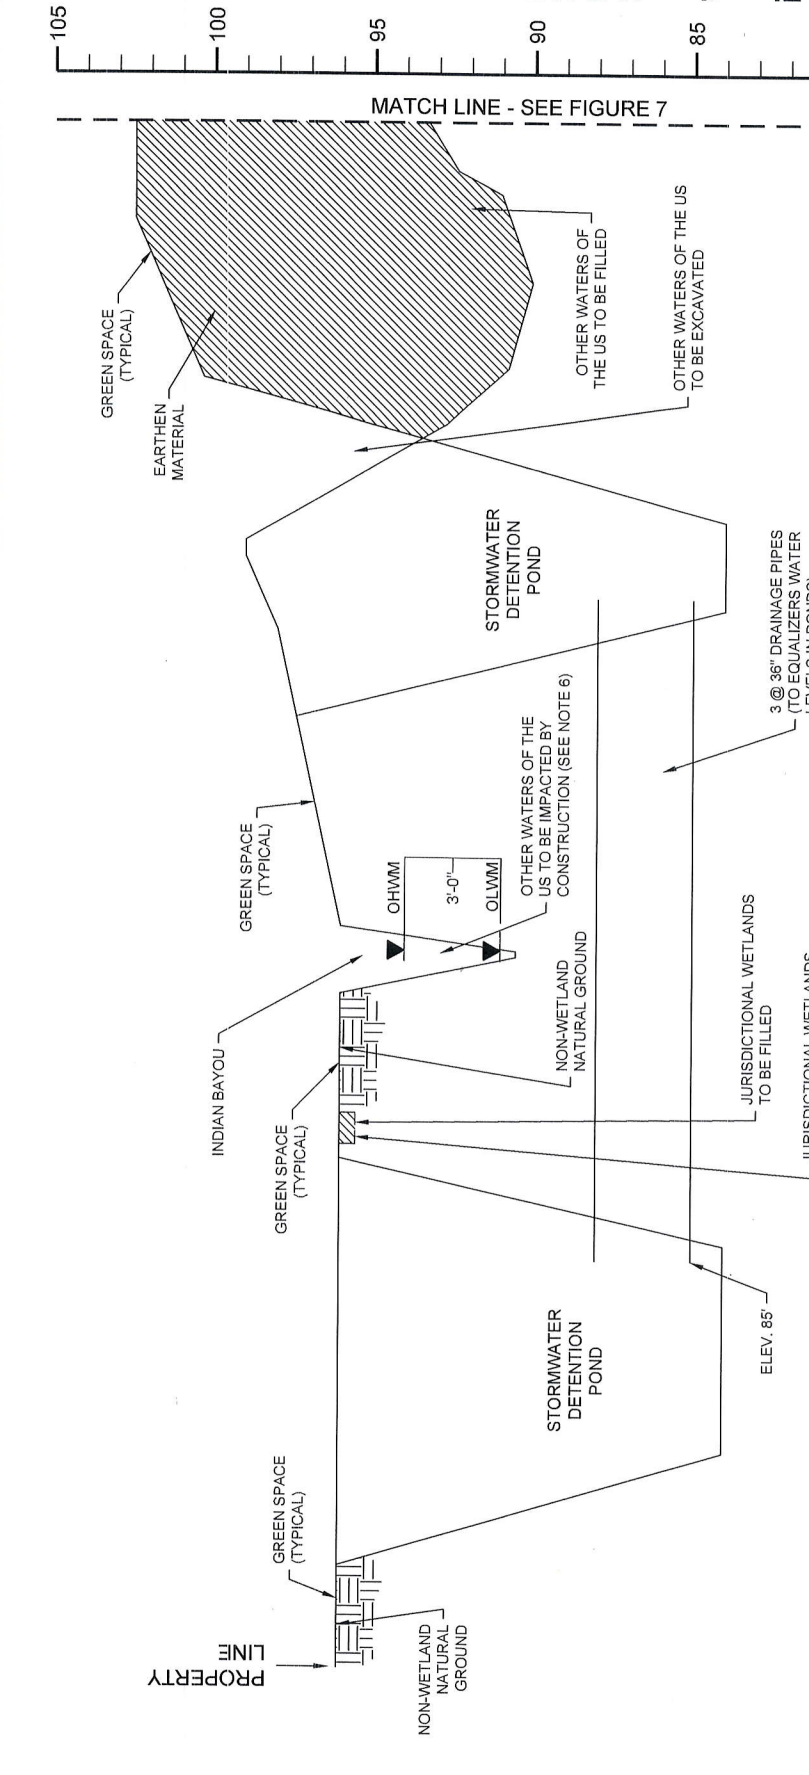 105
100
95
90
85
MATCH LINE - SEE FIGURE 7
GREEN SPACE
(TYPICAL)
EARTHEN
MATERIAL
OTHER WATERS OF
THE US TO BE FILLED
OTHER WATERS OF THE US
TO BE EXCAVATED
STORMWATER
DETENTION
POND
3 @ 36" DRAINAGE PIPES
(TO EQUALIZERS WATER
GREEN SPACE
(TYPICAL)
OHWM
3'-0"
OLWM
OTHER WATERS OF THE
US TO BE IMPACTED BY
CONSTRUCTION (SEE NOTE 6)
INDIAN BAYOU
NON-WETLAND
NATURAL GROUND
JURISDICTIONAL WETLANDS
TO BE FILLED
JURISDICTIONAL WETLANDS
GREEN SPACE
(TYPICAL)
STORMWATER
DETENTION
POND
ELEV. 85'
GREEN SPACE
(TYPICAL)
PROPERTY
LINE
NON-WETLAND
NATURAL
GROUND